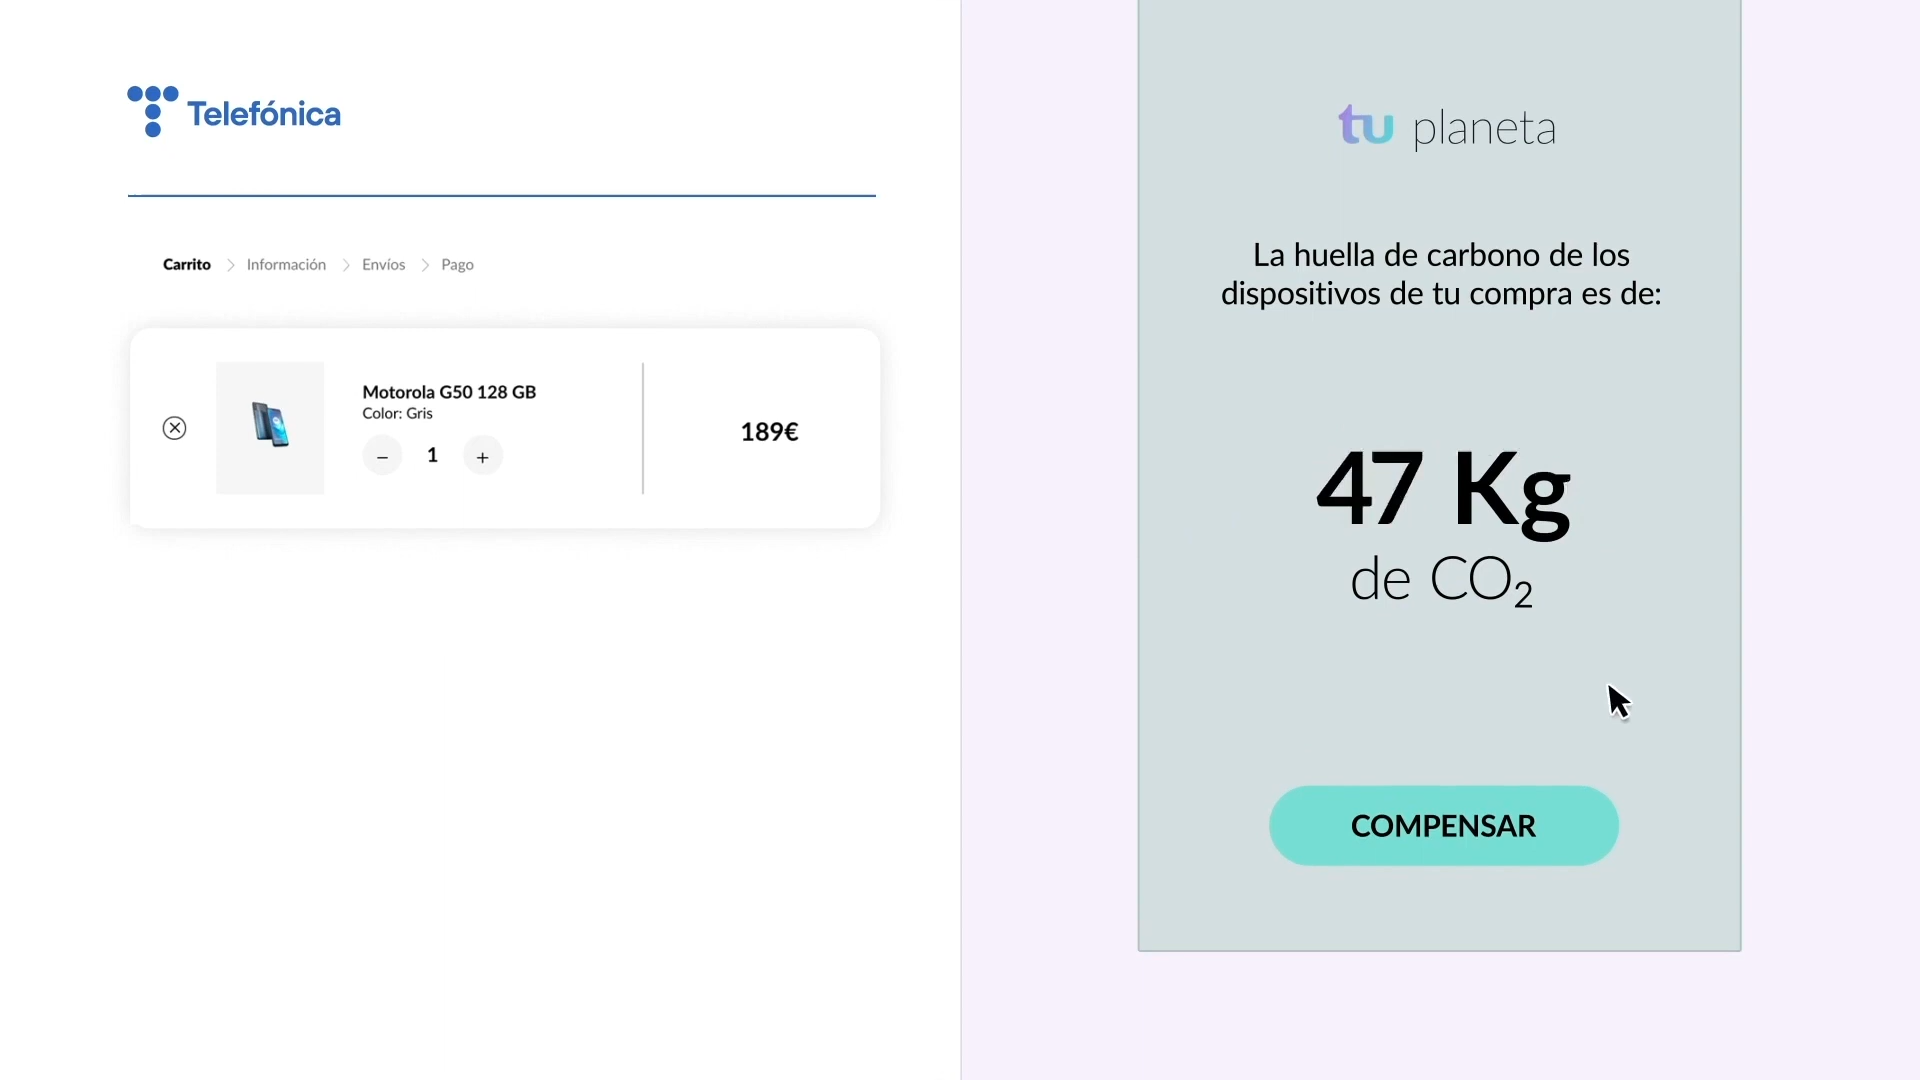 Telefónica
Carrito > Información > Envíos > Pago
Motorola G50 128 GB
Color: Gris
− 1 +
189€
tu planeta
La huella de carbono de los
dispositivos de tu compra es de:
47 Kg
de CO₂
COMPENSAR